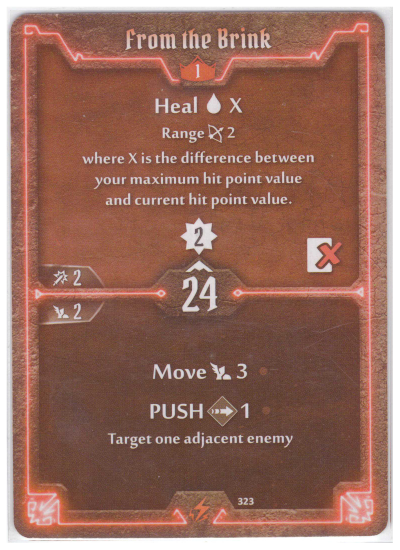 From the Brink
1
Heal X
Range 2
where X is the difference between
your maximum hit point value
and current hit point value.
2
2
24
2
Move 3
PUSH 1
Target one adjacent enemy
323